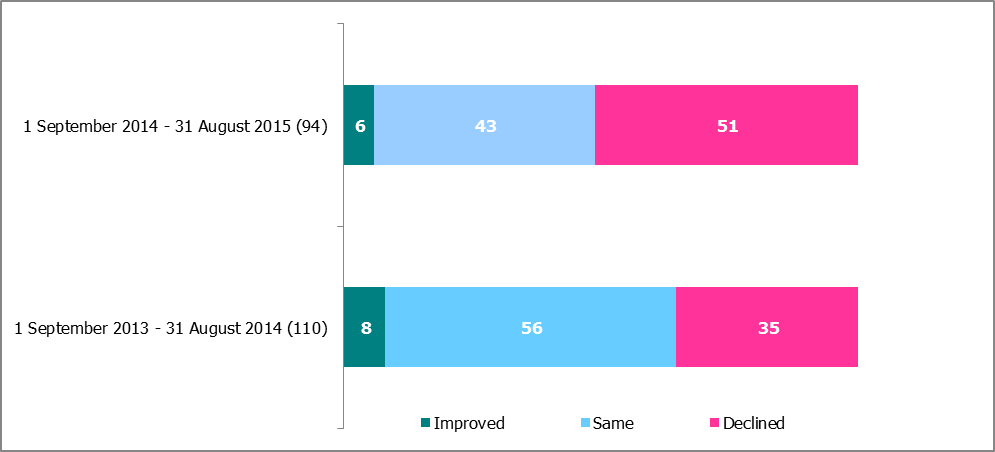 1 September 2014 - 31 August 2015 (94)
6 43 51
1 September 2013 - 31 August 2014 (110)
8 56 35
Improved Same Declined